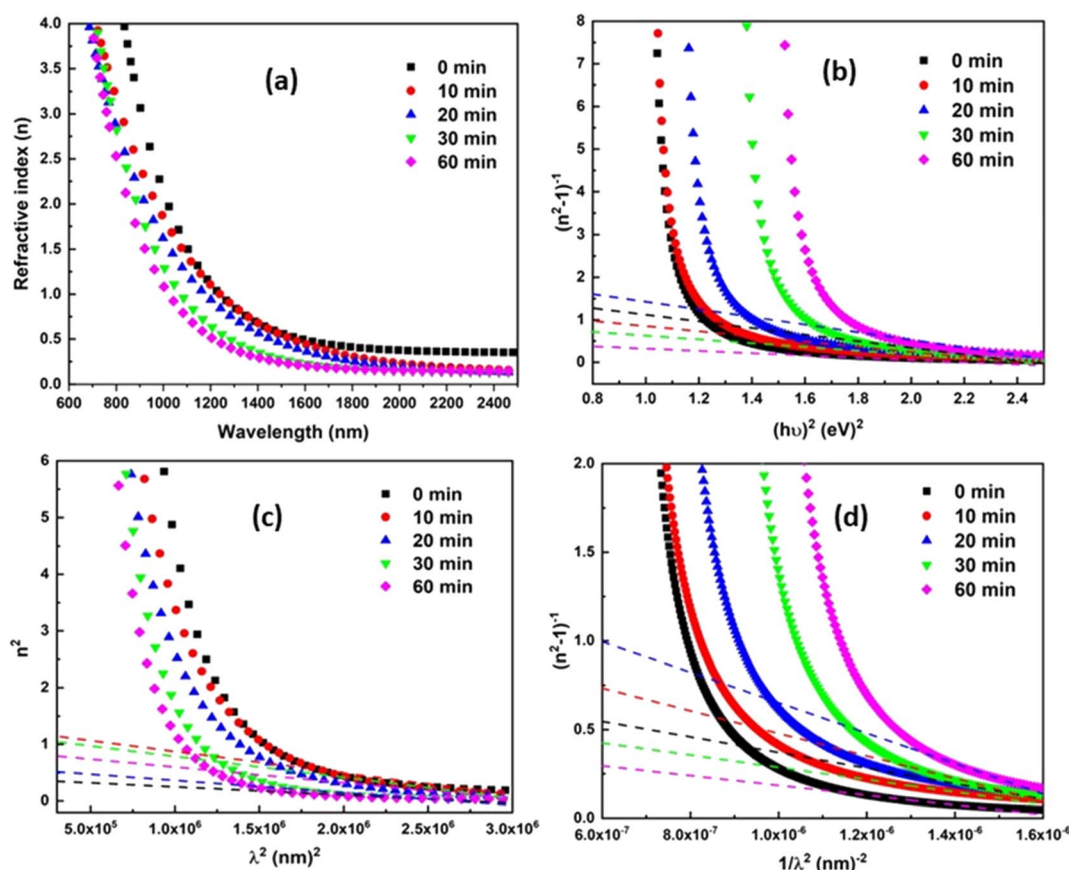 4.0
3.5
3.0
2.5
2.0
1.5
1.0
0.5
0.0
Refractive index (n)
(a)
0 min
10 min
20 min
30 min
60 min
600 800 1000 1200 1400 1600 1800 2000 2200 2400
Wavelength (nm)
8
7
6
5
4
3
2
1
0
(n²-1)⁻¹
(b)
0 min
10 min
20 min
30 min
60 min
0.8 1.0 1.2 1.4 1.6 1.8 2.0 2.2 2.4
(hυ)² (eV)²
6
5
4
3
2
1
0
n²
(c)
0 min
10 min
20 min
30 min
60 min
5.0x10⁵ 1.0x10⁶ 1.5x10⁶ 2.0x10⁶ 2.5x10⁶ 3.0x10⁶
λ² (nm)²
2.0
1.5
1.0
0.5
0.0
(n²-1)⁻¹
(d)
0 min
10 min
20 min
30 min
60 min
6.0x10⁻⁷ 8.0x10⁻⁷ 1.0x10⁻⁶ 1.2x10⁻⁶ 1.4x10⁻⁶ 1.6x10⁻⁶
1/λ² (nm)⁻²